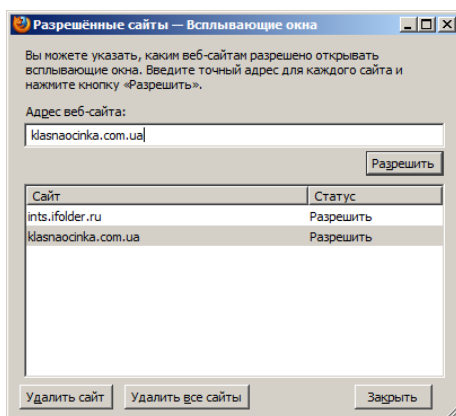 Разрешённые сайты — Всплывающие окна
Вы можете указать, каким веб-сайтам разрешено открывать
всплывающие окна. Введите точный адрес для каждого сайта и
нажмите кнопку «Разрешить».
Адрес веб-сайта:
klasnaocinka.com.ua
Разрешить
Сайт Статус
ints.ifolder.ru Разрешить
klasnaocinka.com.ua Разрешить
Удалить сайт Удалить все сайты Закрыть